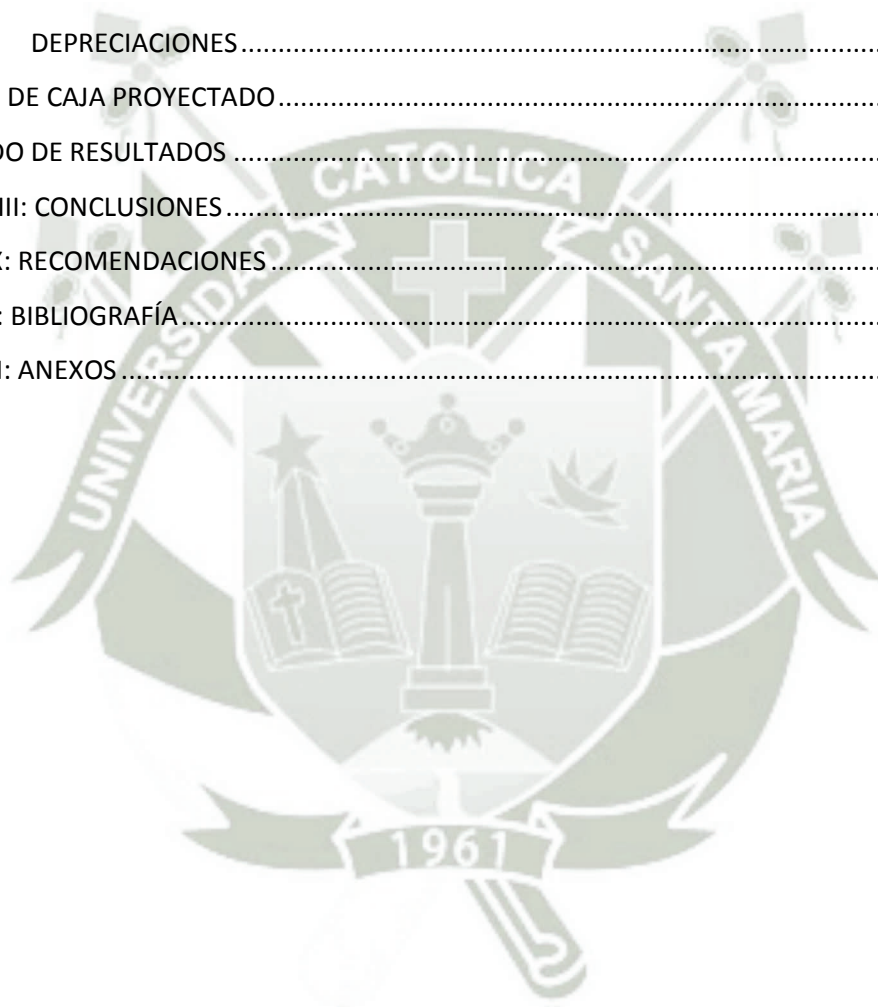 DEPRECIACIONES..............................................................................
DE CAJA PROYECTADO..............................................................................
DO DE RESULTADOS ..............................................................................
III: CONCLUSIONES..............................................................................
X: RECOMENDACIONES..............................................................................
: BIBLIOGRAFÍA..............................................................................
I: ANEXOS..............................................................................
UNIVERSIDAD CATOLICA SANTA MARIA
1961